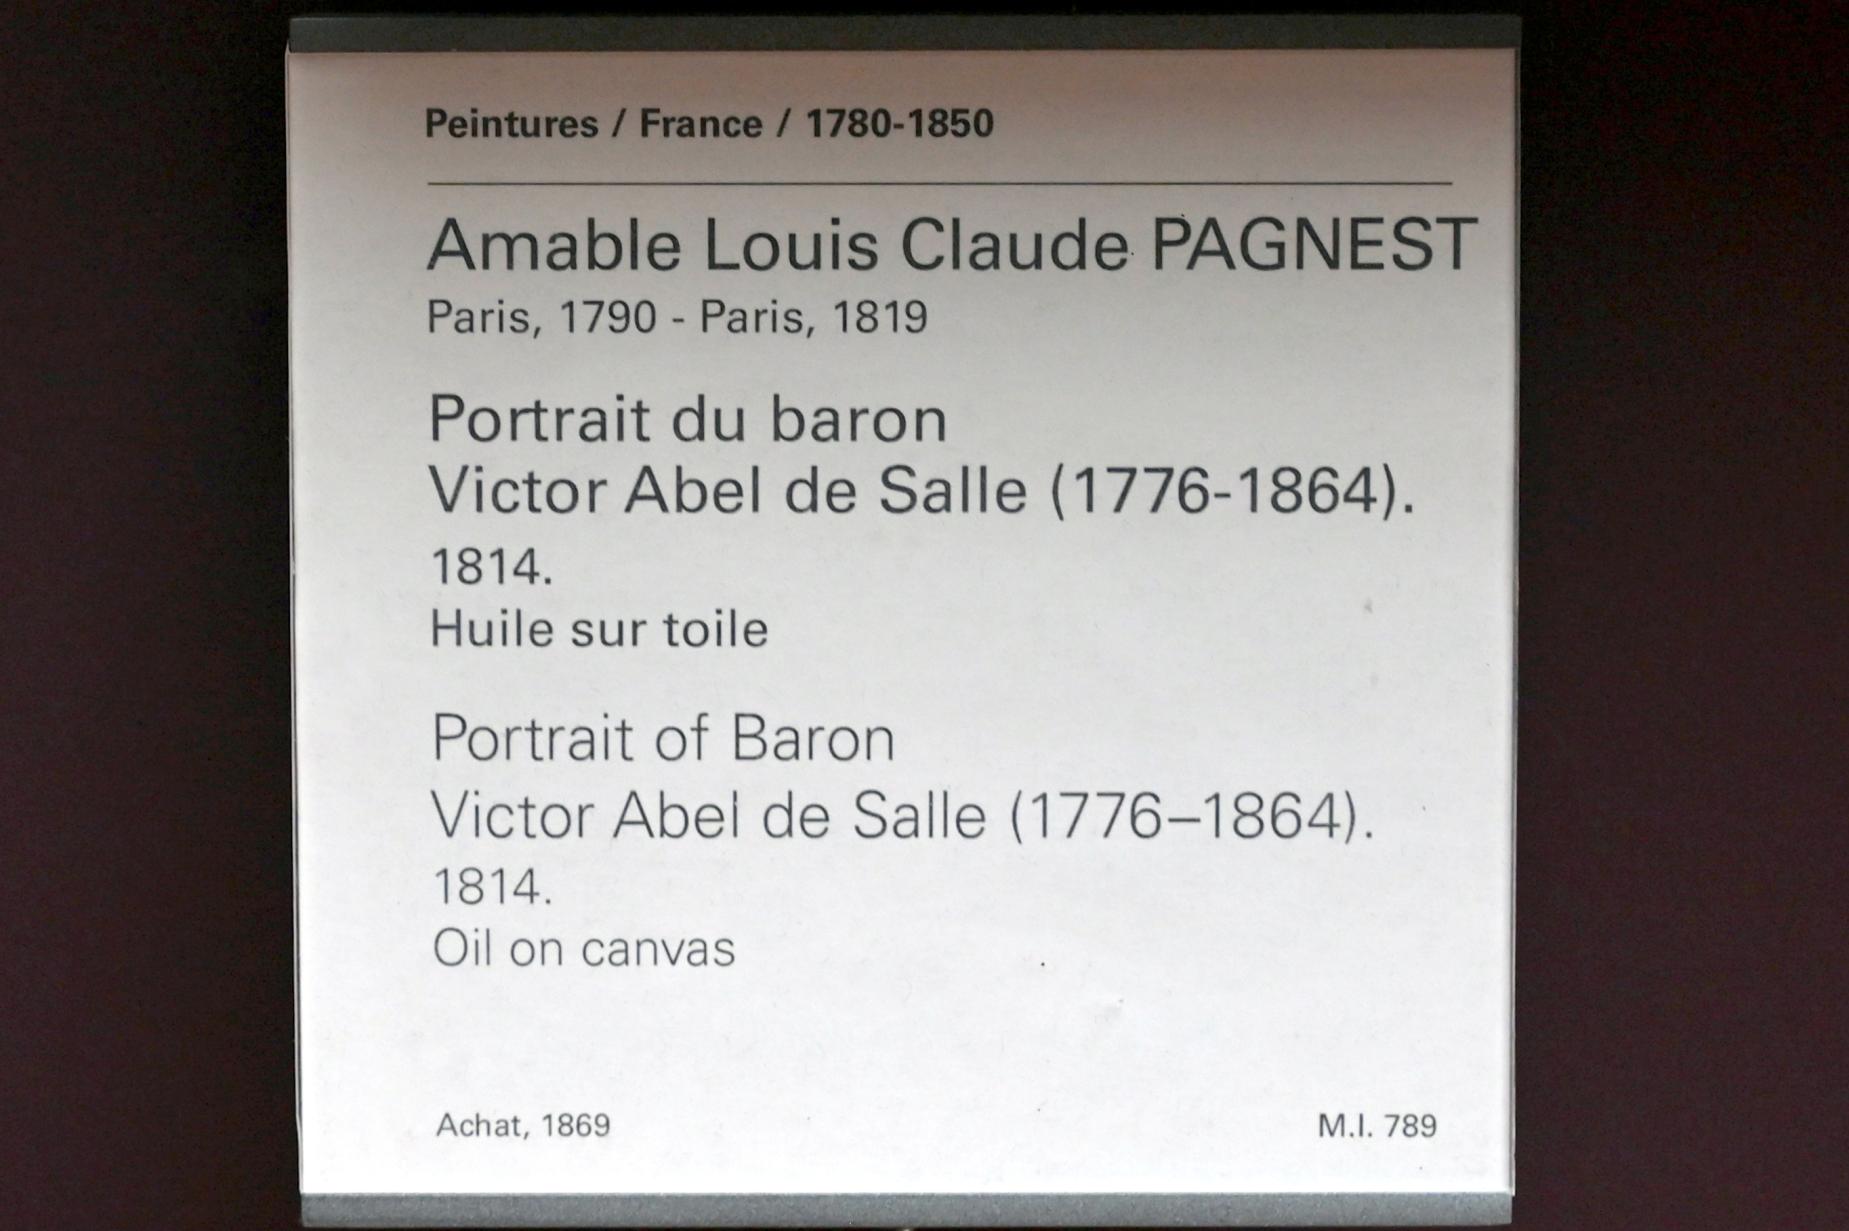 Peintures / France / 1780-1850
Amable Louis Claude PAGNEST
Paris, 1790 - Paris, 1819
Portrait du baron
Victor Abel de Salle (1776-1864).
1814.
Huile sur toile
Portrait of Baron
Victor Abel de Salle (1776–1864).
1814.
Oil on canvas
Achat, 1869 M.I. 789